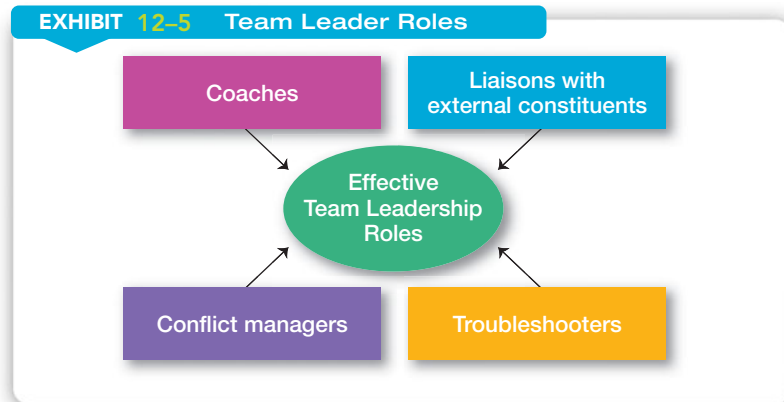 EXHIBIT 12–5 Team Leader Roles
Coaches
Liaisons with
external constituents
Effective
Team Leadership
Roles
Conflict managers
Troubleshooters